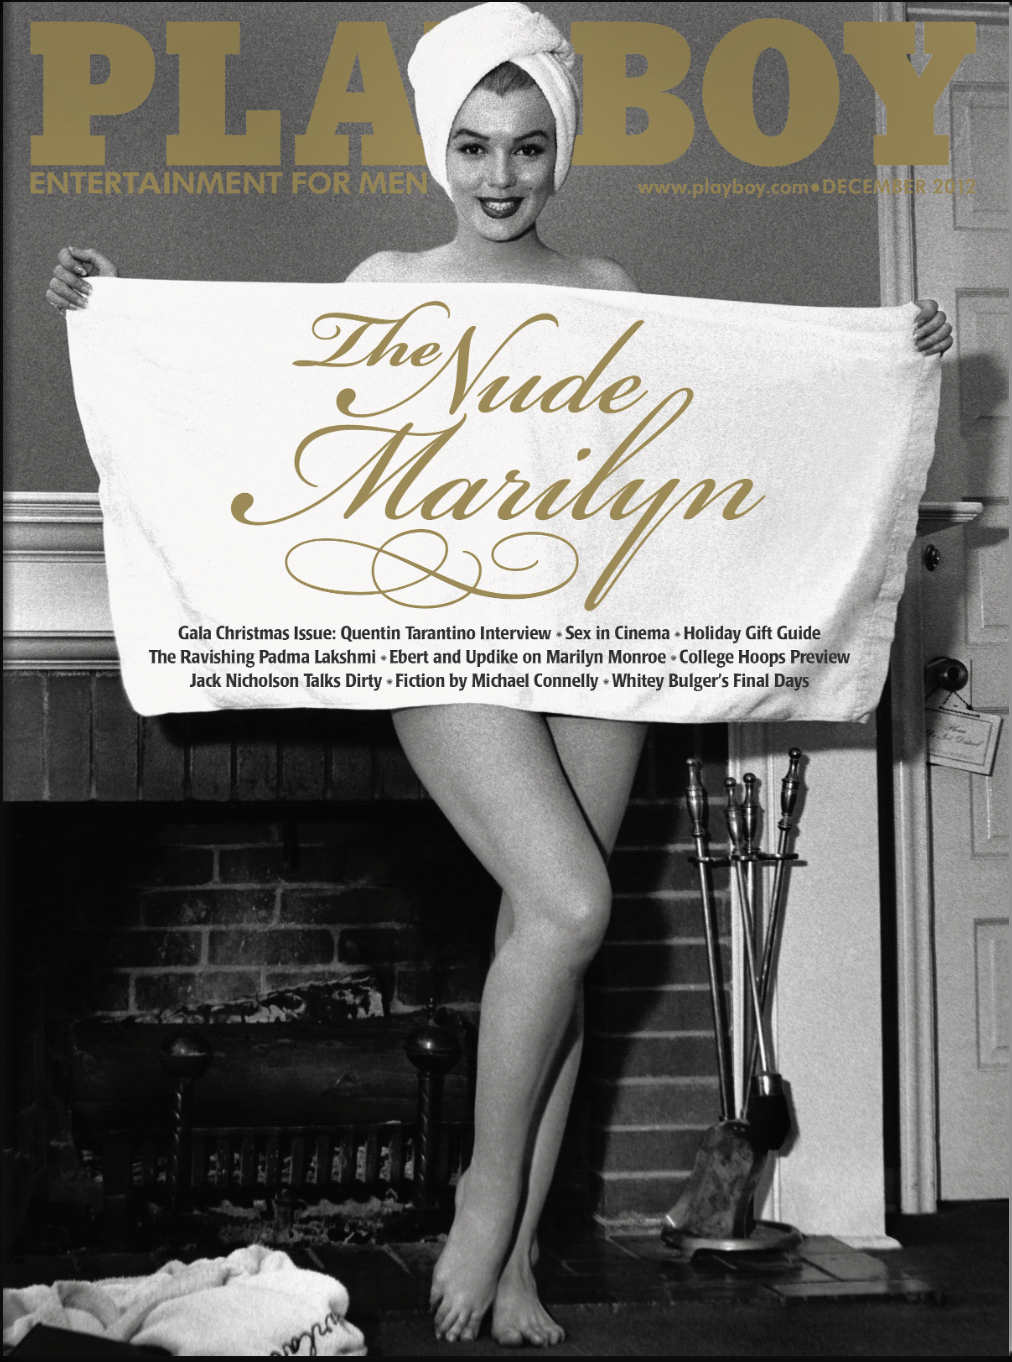 PLAYBOY
ENTERTAINMENT FOR MEN
www.playboy.com•DECEMBER 2012
The Nude
Marilyn
Gala Christmas Issue: Quentin Tarantino Interview • Sex in Cinema • Holiday Gift Guide
The Ravishing Padma Lakshmi • Ebert and Updike on Marilyn Monroe • College Hoops Preview
Jack Nicholson Talks Dirty • Fiction by Michael Connelly • Whitey Bulger's Final Days